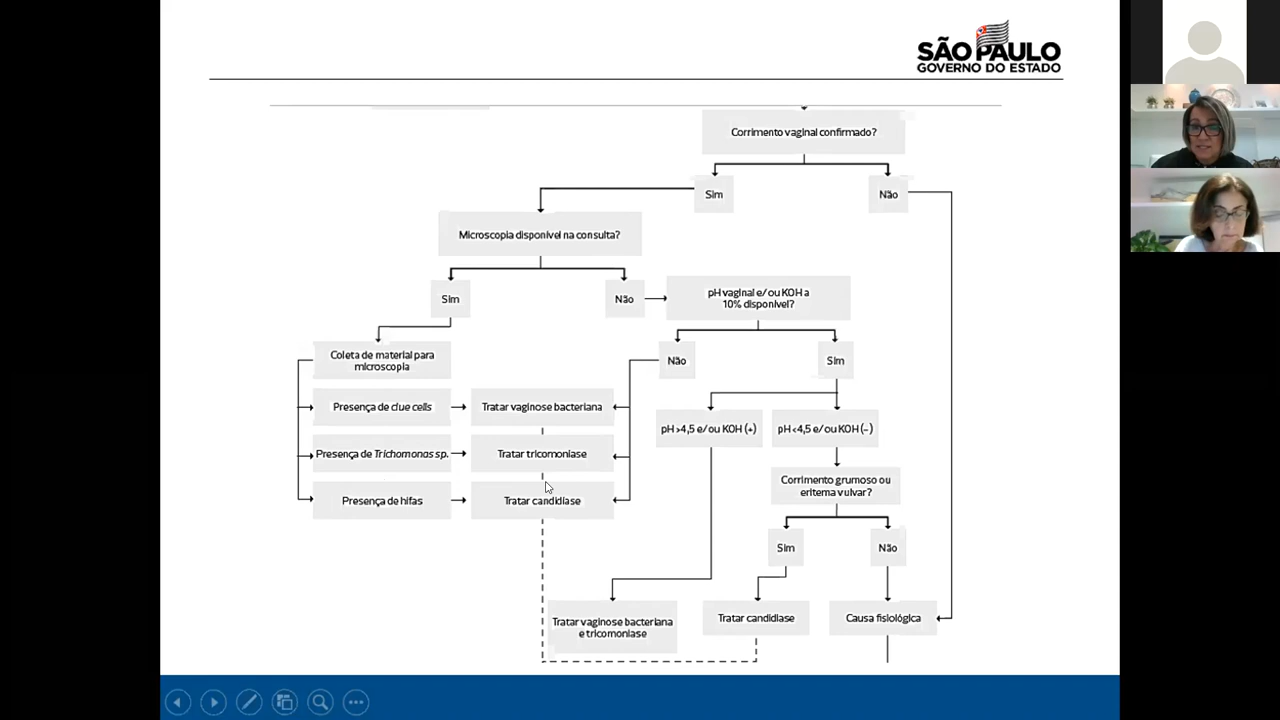 SÃO PAULO
GOVERNO DO ESTADO
Corrimento vaginal confirmado?
Sim
Não
Microscopia disponível na consulta?
Sim
Não
pH vaginal e/ou KOH a
10% disponível?
Não
Sim
Coleta de material para
microscopia
Presença de clue cells
Tratar vaginose bacteriana
pH >4,5 e/ou KOH (+)
pH <4,5 e/ou KOH (-)
Presença de Trichomonas sp.
Tratar tricomoníase
Corrimento grumoso ou
eritema vulvar?
Presença de hifas
Tratar candidíase
Sim
Não
Tratar vaginose bacteriana
e tricomoníase
Tratar candidíase
Causa fisiológica